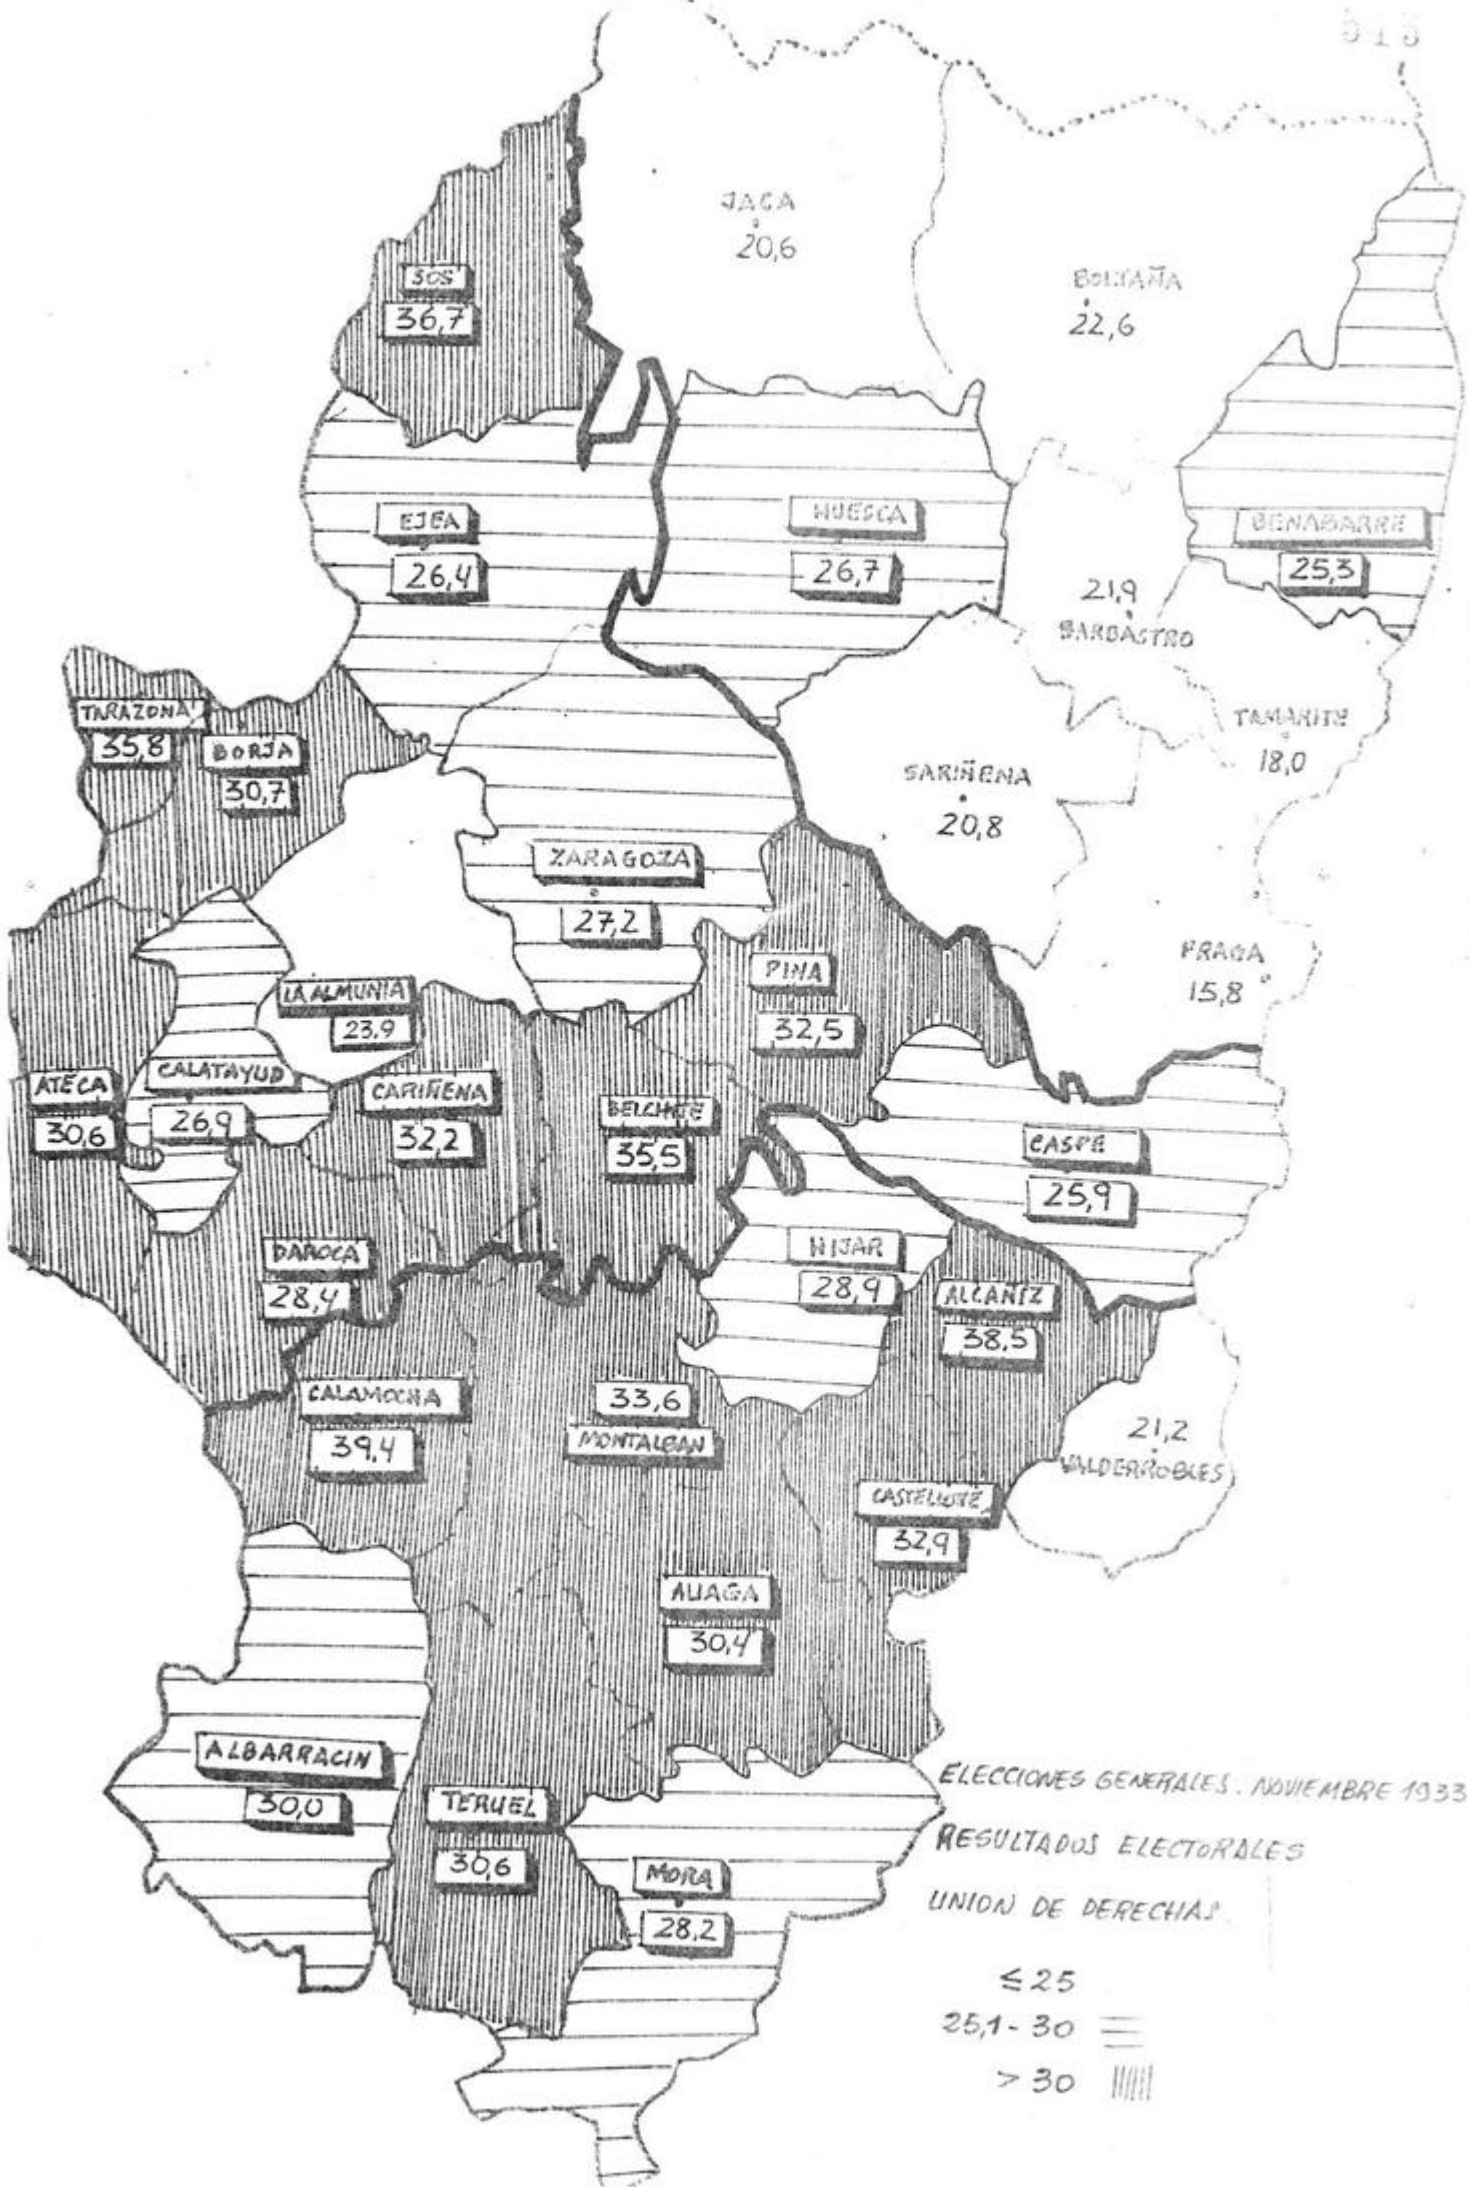 JACA
20,6
BOLTAÑA
22,6
SOS
36,7
EJEA
26,4
HUESCA
26,7
BENABARRE
25,3
21,9
BARBASTRO
TARAZONA
35,8
BORJA
30,7
TAMARITE
18,0
SARIÑENA
20,8
ZARAGOZA
27,2
PINA
32,5
FRAGA
15,8
LA ALMUNIA
23,9
ATECA
30,6
CALATAYUD
26,9
CARIÑENA
32,2
BELCHITE
35,5
CASPE
25,9
DAROCA
28,4
HIJAR
28,9
ALCAÑIZ
38,5
CALAMOCHA
39,4
33,6
MONTALBAN
21,2
VALDERROBLES
CASTELLOTE
32,9
ALIAGA
30,4
ALBARRACIN
30,0
TERUEL
30,6
MORA
28,2
ELECCIONES GENERALES. NOVIEMBRE 1933
RESULTADOS ELECTORALES
UNION DE DERECHAS
≤ 25
25,1 - 30
> 30